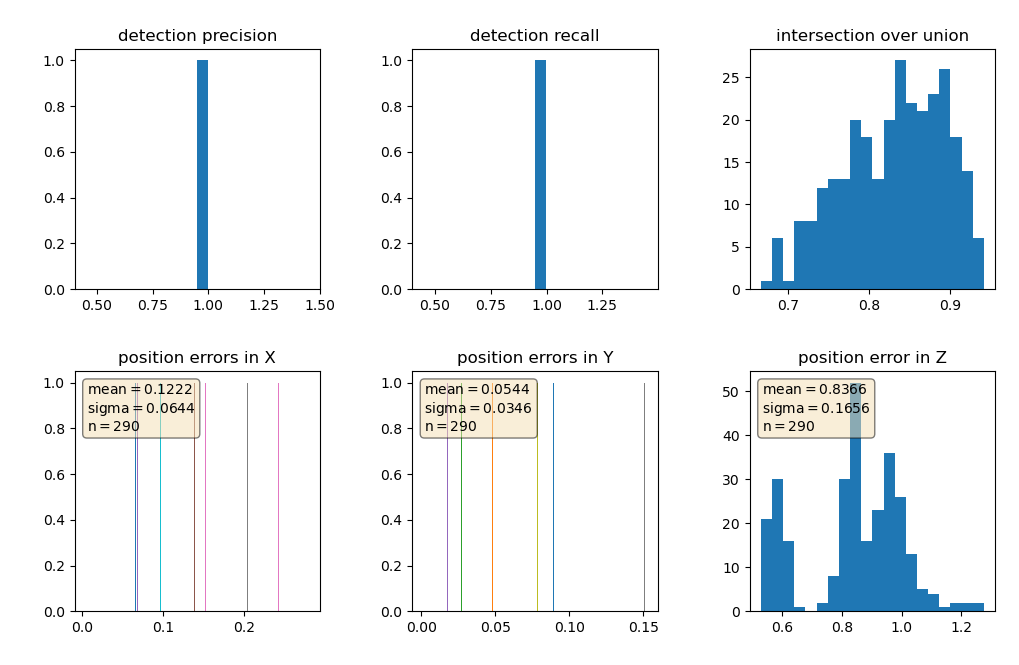 detection precision
1.0
0.8
0.6
0.4
0.2
0.0
0.50 0.75 1.00 1.25 1.50
detection recall
1.0
0.8
0.6
0.4
0.2
0.0
0.50 0.75 1.00 1.25
intersection over union
25
20
15
10
5
0
0.7 0.8 0.9
position errors in X
mean = 0.1222
sigma = 0.0644
n = 290
1.0
0.8
0.6
0.4
0.2
0.0
0.0 0.1 0.2
position errors in Y
mean = 0.0544
sigma = 0.0346
n = 290
1.0
0.8
0.6
0.4
0.2
0.0
0.00 0.05 0.10 0.15
position error in Z
mean = 0.8366
sigma = 0.1656
n = 290
50
40
30
20
10
0
0.6 0.8 1.0 1.2